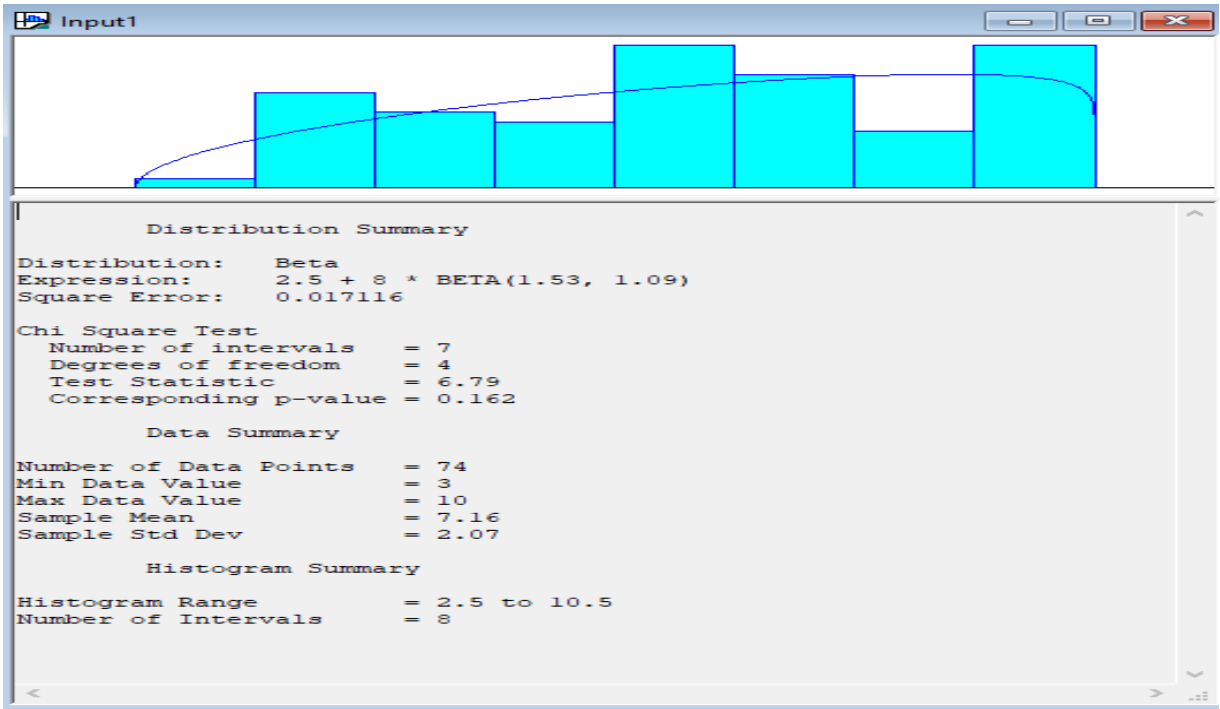 Input1
Distribution Summary
Distribution: Beta
Expression: 2.5 + 8 * BETA(1.53, 1.09)
Square Error: 0.017116
Chi Square Test
Number of intervals = 7
Degrees of freedom = 4
Test Statistic = 6.79
Corresponding p-value = 0.162
Data Summary
Number of Data Points = 74
Min Data Value = 3
Max Data Value = 10
Sample Mean = 7.16
Sample Std Dev = 2.07
Histogram Summary
Histogram Range = 2.5 to 10.5
Number of Intervals = 8